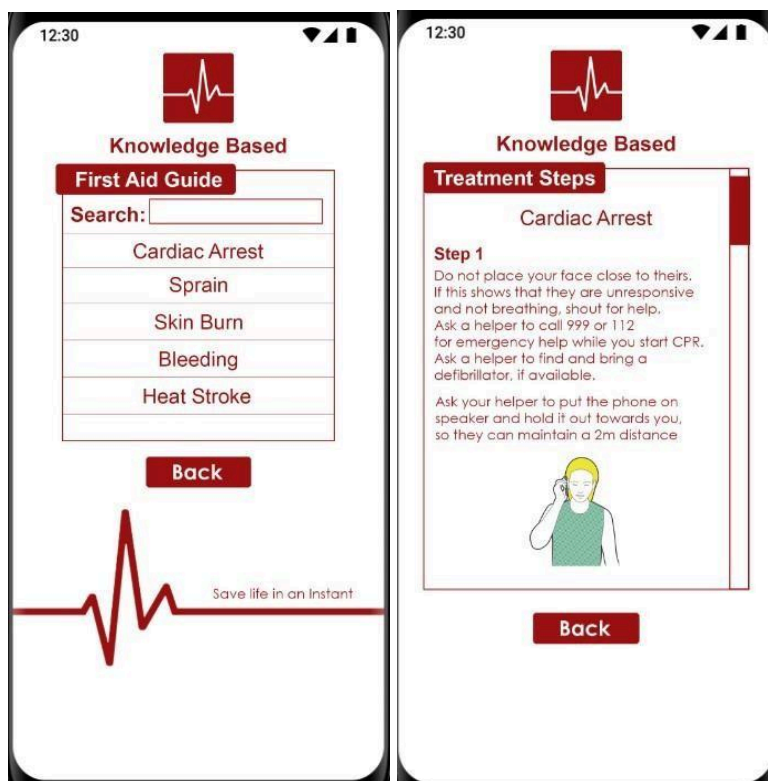 12:30
Knowledge Based
First Aid Guide
Search:
Cardiac Arrest
Sprain
Skin Burn
Bleeding
Heat Stroke
Back
Save life in an Instant
12:30
Knowledge Based
Treatment Steps
Cardiac Arrest
Step 1
Do not place your face close to theirs.
If this shows that they are unresponsive
and not breathing, shout for help.
Ask a helper to call 999 or 112
for emergency help while you start CPR.
Ask a helper to find and bring a
defibrillator, if available.
Ask your helper to put the phone on
speaker and hold it out towards you,
so they can maintain a 2m distance
Back